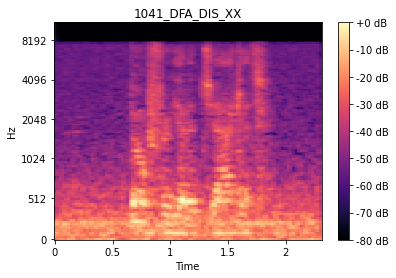 1041_DFA_DIS_XX
+0 dB
8192
-10 dB
4096
-20 dB
-30 dB
2048
Hz
-40 dB
1024
-50 dB
512
-60 dB
-70 dB
0
-80 dB
0 0.5 1 1.5 2
Time